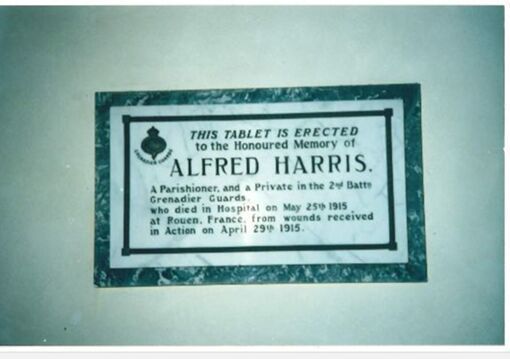 THIS TABLET IS ERECTED
to the Honoured Memory of
ALFRED HARRIS.
A Parishioner, and a Private in the 2nd Battn
Grenadier Guards.
who died in Hospital on May 25th 1915
at Rouen, France, from wounds received
in Action on April 29th 1915.
GRENADIER GUARDS